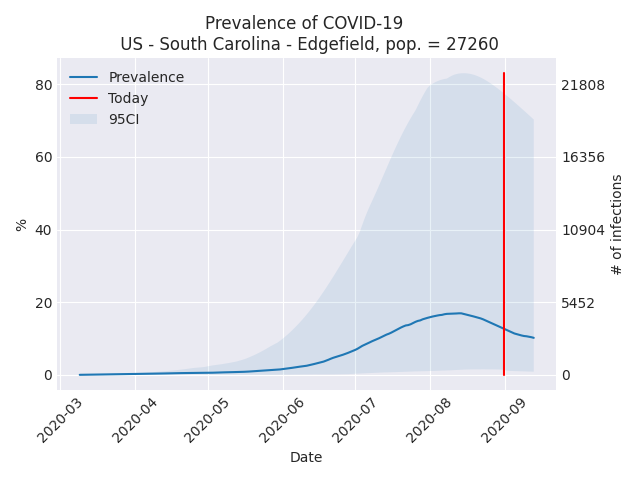 Prevalence of COVID-19
US - South Carolina - Edgefield, pop. = 27260
Prevalence
Today
95CI
80
60
40
20
0
%
21808
16356
10904
5452
0
# of infections
2020-03
2020-04
2020-05
2020-06
2020-07
2020-08
2020-09
Date